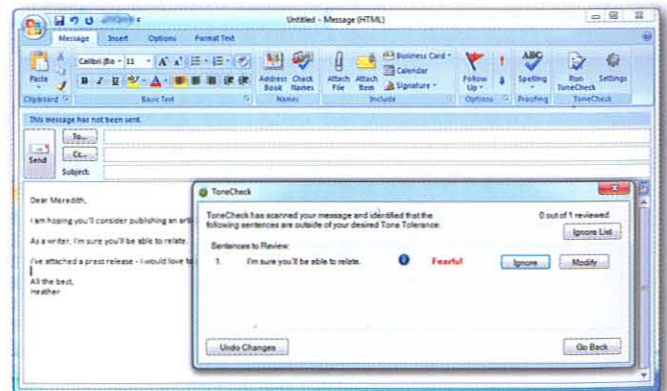 Untitled - Message (HTML)
Message Insert Options Format Text
Calibri (Bo 11
Paste
Address Book
Check Names
Attach File
Attach Item
Business Card
Calendar
Signature
Follow Up
Spelling
Run ToneCheck
Settings
Clipboard Basic Text Names Include Options Proofing ToneCheck
This message has not been sent.
To...
Cc...
Send
Subject:
Dear Meredith,
I am hoping you'll consider publishing an arti
As a writer, I'm sure you'll be able to relate.
I've attached a press release - I would love to
All the best,
Heather
ToneCheck
ToneCheck has scanned your message and identified that the
following sentences are outside of your desired Tone Tolerance:
0 out of 1 reviewed
Ignore List
Sentences to Review:
1. I'm sure you'll be able to relate. Fearful Ignore Modify
Undo Changes Go Back